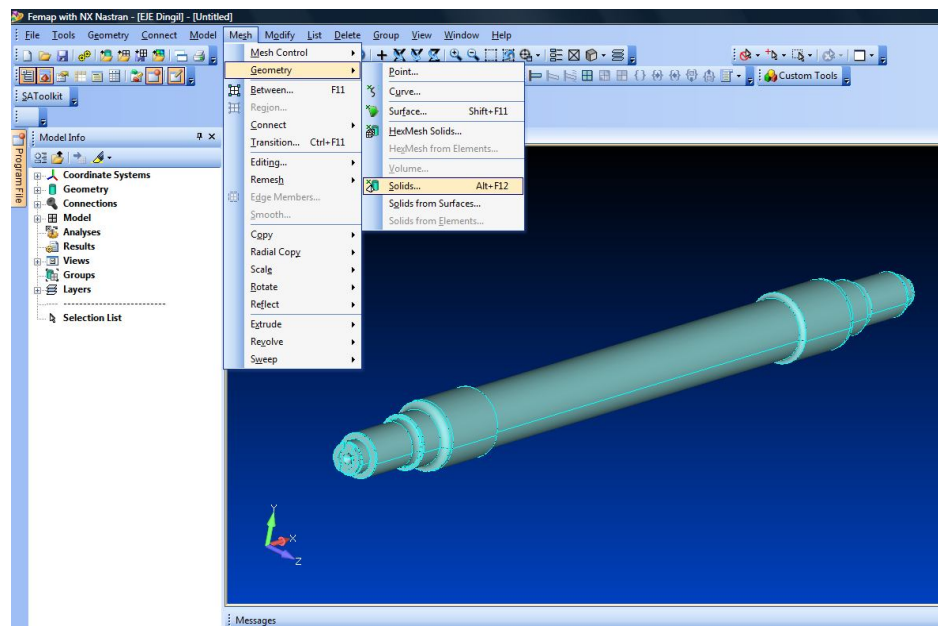 Femap with NX Nastran - [EJE Dingil] - [Untitled]
File Tools Geometry Connect Model Mesh Modify List Delete Group View Window Help
Custom Tools
SAToolkit
Program File
Model Info
Coordinate Systems
Geometry
Connections
Model
Analyses
Results
Views
Groups
Layers
Selection List
Mesh Control
Geometry
Between... F11
Region...
Connect
Transition... Ctrl+F11
Editing...
Remesh
Edge Members...
Smooth...
Copy
Radial Copy
Scale
Rotate
Reflect
Extrude
Revolve
Sweep
Point...
Curve...
Surface... Shift+F11
HexMesh Solids...
HexMesh from Elements...
Volume...
Solids... Alt+F12
Solids from Surfaces...
Solids from Elements...
Y
X
Z
Messages